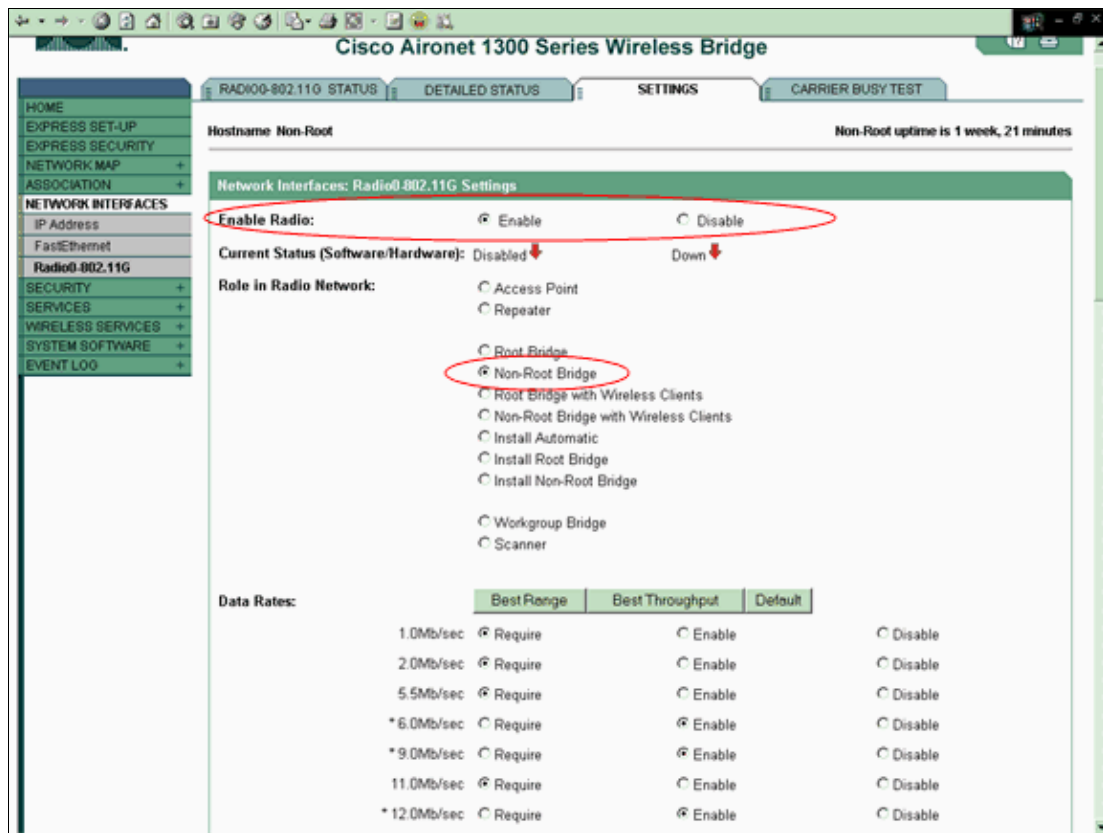 Cisco Aironet 1300 Series Wireless Bridge
RADIO0-802.11G STATUS
DETAILED STATUS
SETTINGS
CARRIER BUSY TEST
HOME
EXPRESS SET-UP
EXPRESS SECURITY
NETWORK MAP +
ASSOCIATION +
NETWORK INTERFACES
IP Address
FastEthernet
Radio0-802.11G
SECURITY +
SERVICES +
WIRELESS SERVICES +
SYSTEM SOFTWARE +
EVENT LOG +
Hostname Non-Root
Non-Root uptime is 1 week, 21 minutes
Network Interfaces: Radio0-802.11G Settings
Enable Radio: Enable Disable
Current Status (Software/Hardware): Disabled Down
Role in Radio Network: Access Point
Repeater
Root Bridge
Non-Root Bridge
Root Bridge with Wireless Clients
Non-Root Bridge with Wireless Clients
Install Automatic
Install Root Bridge
Install Non-Root Bridge
Workgroup Bridge
Scanner
Data Rates: Best Range Best Throughput Default
1.0Mb/sec Require Enable Disable
2.0Mb/sec Require Enable Disable
5.5Mb/sec Require Enable Disable
*6.0Mb/sec Require Enable Disable
*9.0Mb/sec Require Enable Disable
11.0Mb/sec Require Enable Disable
*12.0Mb/sec Require Enable Disable